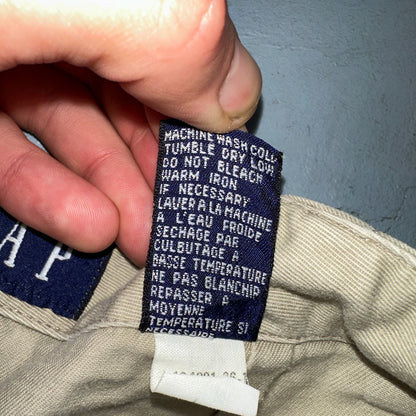 MACHINE WASH COLD
TUMBLE DRY LOW
DO NOT BLEACH
WARM IRON
IF NECESSARY
LAVER A LA MACHINE
A L'EAU FROIDE
SECHAGE PAR
CULBUTAGE A
BASSE TEMPERATURE
NE PAS BLANCHIR
REPASSER A
MOYENNE
TEMPERATURE SI
NECESSAIRE
AP